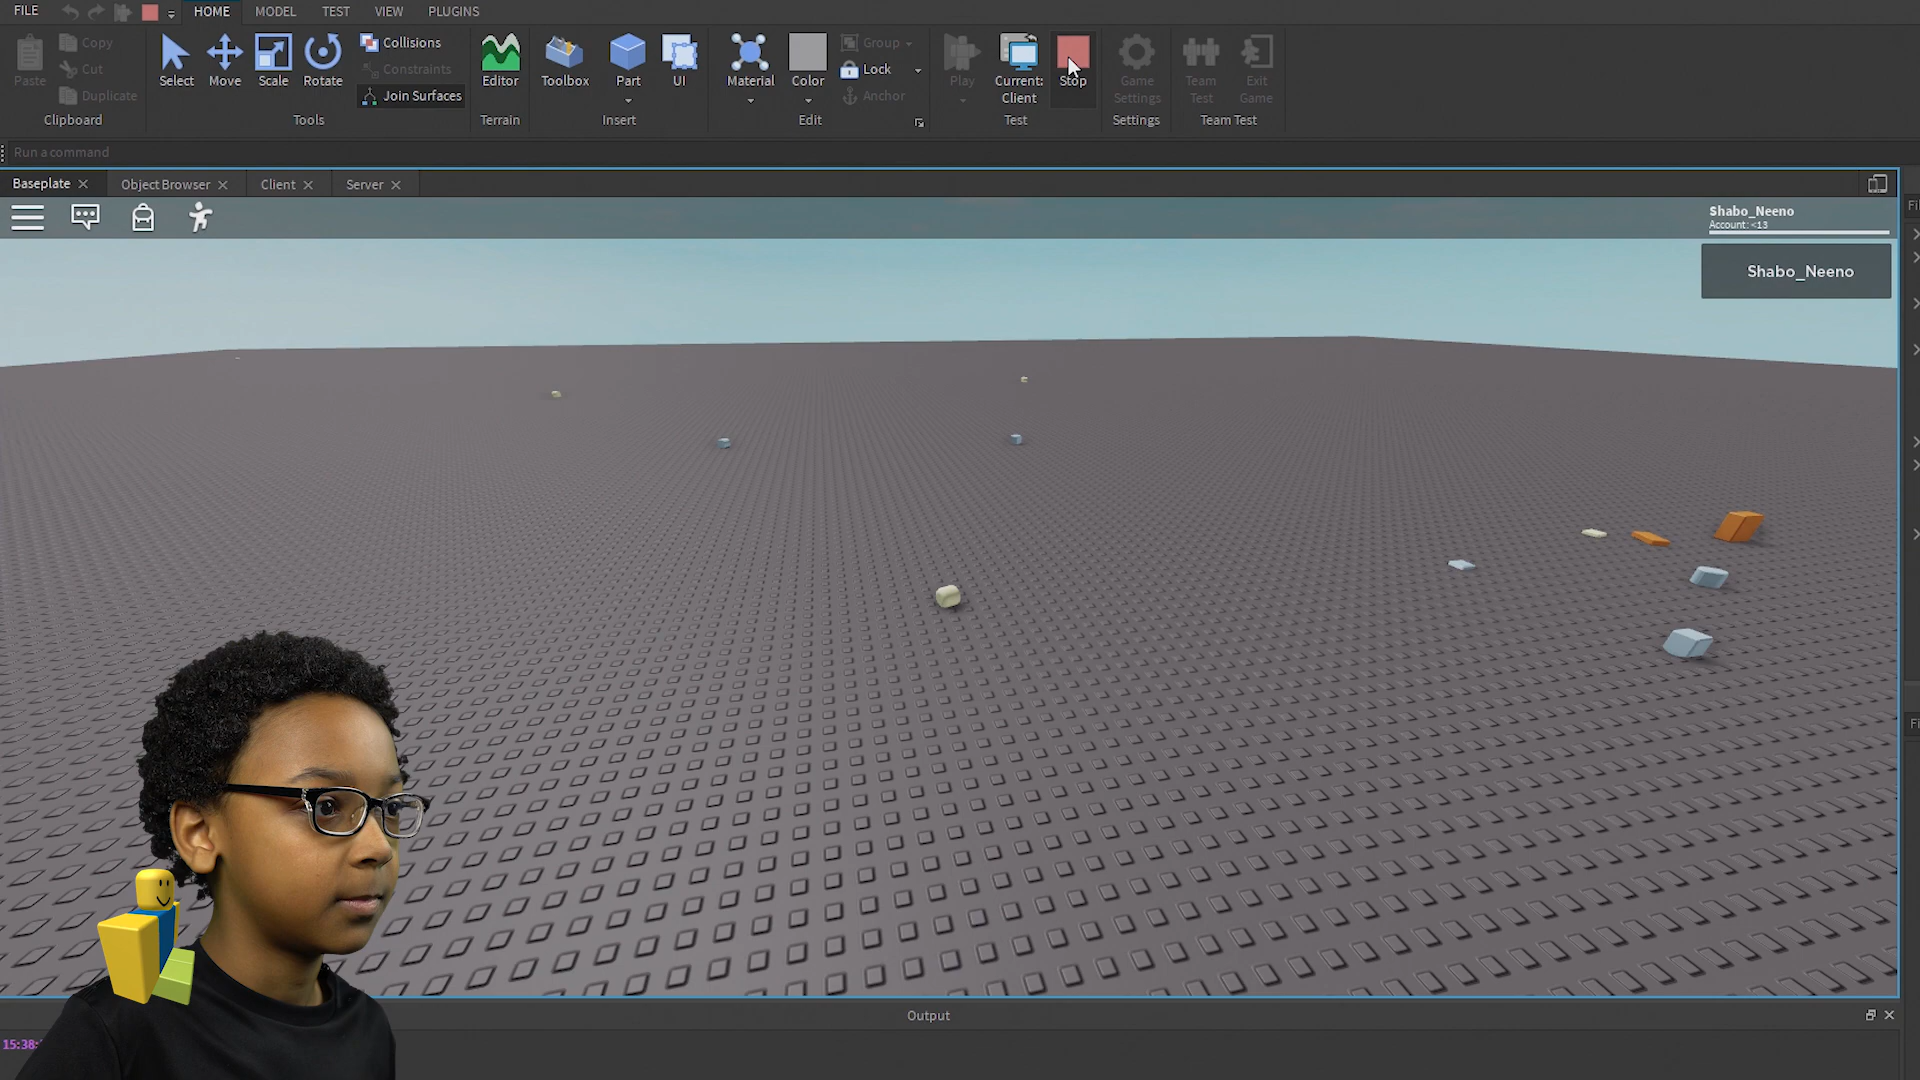 FILE
HOME
MODEL
TEST
VIEW
PLUGINS
Paste
Copy
Cut
Duplicate
Clipboard
Select
Move
Scale
Rotate
Collisions
Constraints
Join Surfaces
Tools
Editor
Terrain
Toolbox
Part
UI
Insert
Material
Color
Group
Lock
Anchor
Edit
Play
Current:
Client
Stop
Test
Game
Settings
Settings
Team
Test
Exit
Game
Team Test
Run a command
Baseplate
Object Browser
Client
Server
Shabo_Neeno
Account: <13
Shabo_Neeno
Output
15:38: